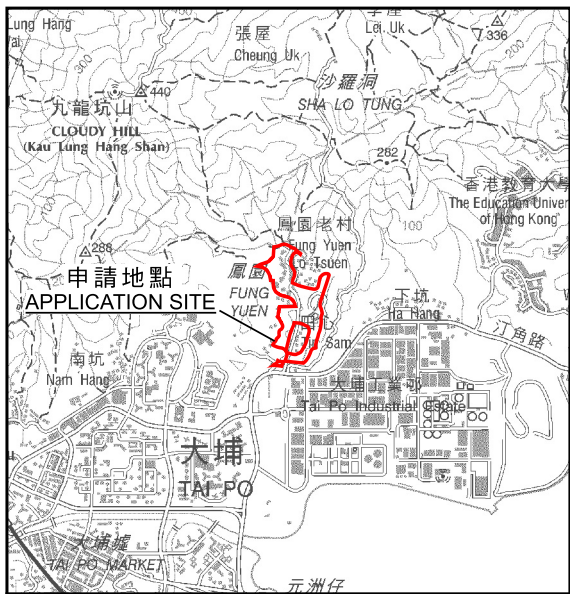 張屋
Cheung Uk
Lei Uk
336
Lung Hang
300
200
沙羅洞
SHA LO TUNG
440
九龍坑山
CLOUDY HILL
(Kau Lung Hang Shan)
282
香港教育大學
The Education Univer
of Hong Kong
100
鳳園老村
Fung Yuen
Lo Tsuen
288
鳳園
FUNG
YUEN
申請地點
APPLICATION SITE
下坑
Ha Hang
汀角路
Sam
南坑
Nam Hang
大埔工業邨
Tai Po Industrial Estate
大埔
TAI PO
大埔墟
TAI PO MARKET
元洲仔